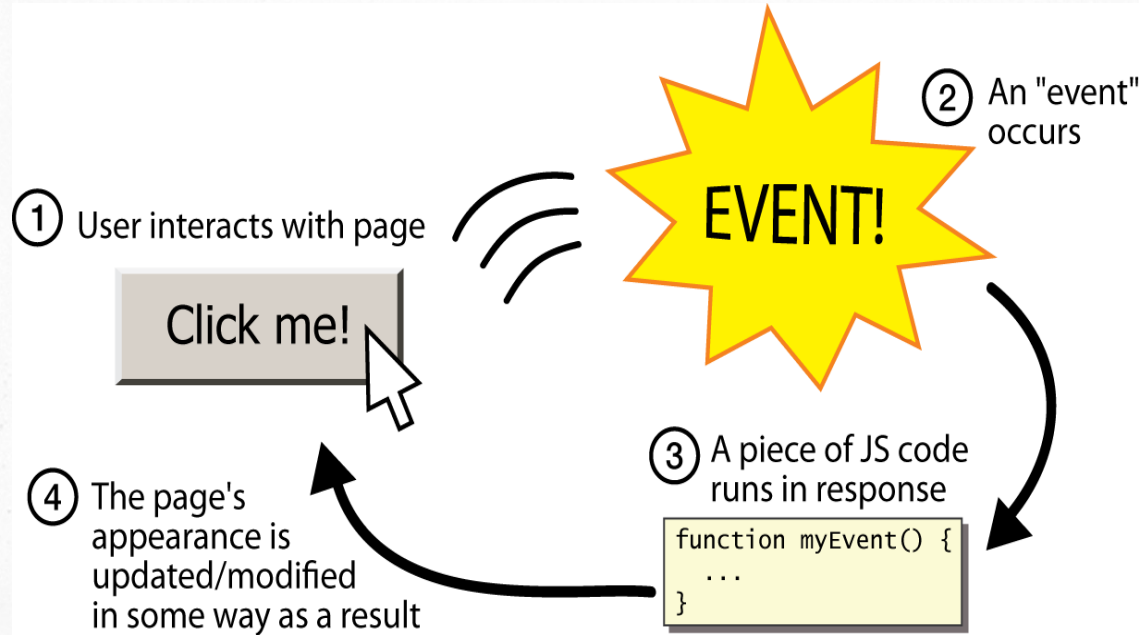 1 User interacts with page
Click me!
EVENT!
2 An "event"
occurs
3 A piece of JS code
runs in response
function myEvent() {
  ...
}
4 The page's
appearance is
updated/modified
in some way as a result